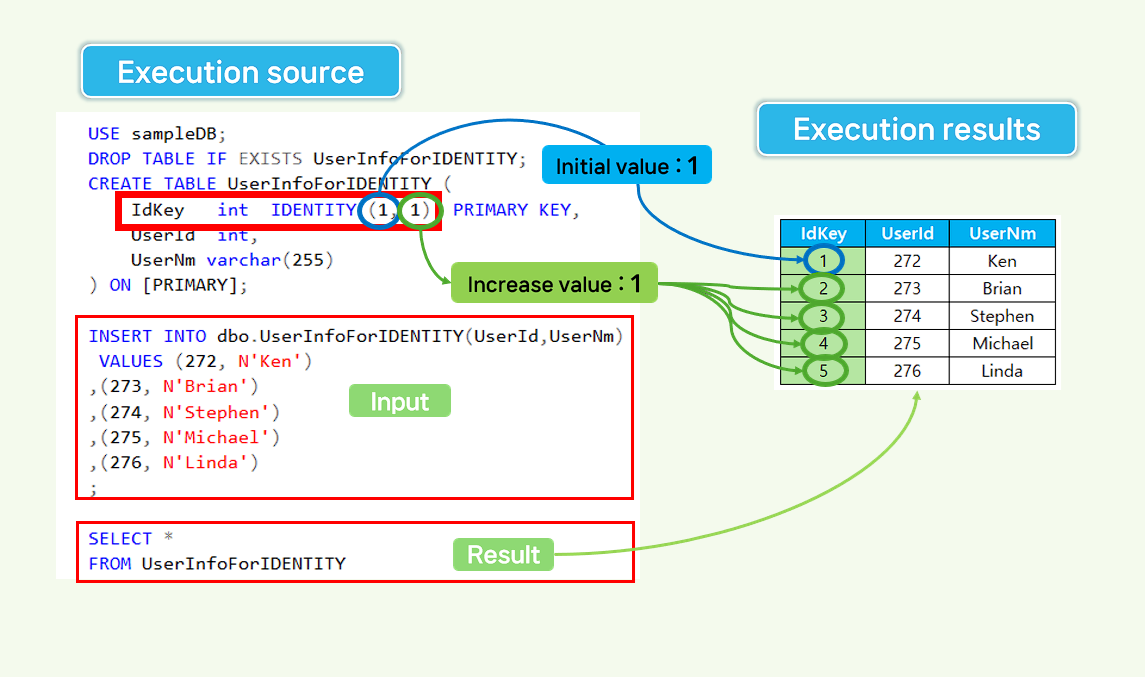 Execution source
USE sampleDB;
DROP TABLE IF EXISTS UserInfoForIDENTITY;
CREATE TABLE UserInfoForIDENTITY (
IdKey int IDENTITY (1, 1) PRIMARY KEY,
UserId int,
UserNm varchar(255)
) ON [PRIMARY];
Initial value : 1
Increase value : 1
INSERT INTO dbo.UserInfoForIDENTITY(UserId,UserNm)
VALUES (272, N'Ken')
,(273, N'Brian')
,(274, N'Stephen')
,(275, N'Michael')
,(276, N'Linda')
;
Input
SELECT *
FROM UserInfoForIDENTITY
Result
Execution results
IdKey UserId UserNm
1 272 Ken
2 273 Brian
3 274 Stephen
4 275 Michael
5 276 Linda